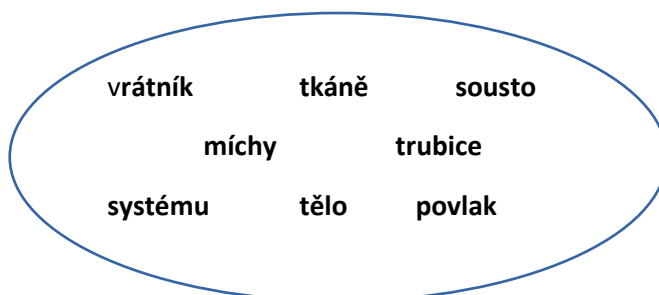 vrátník tkáně sousto
míchy trubice
systému tělo povlak